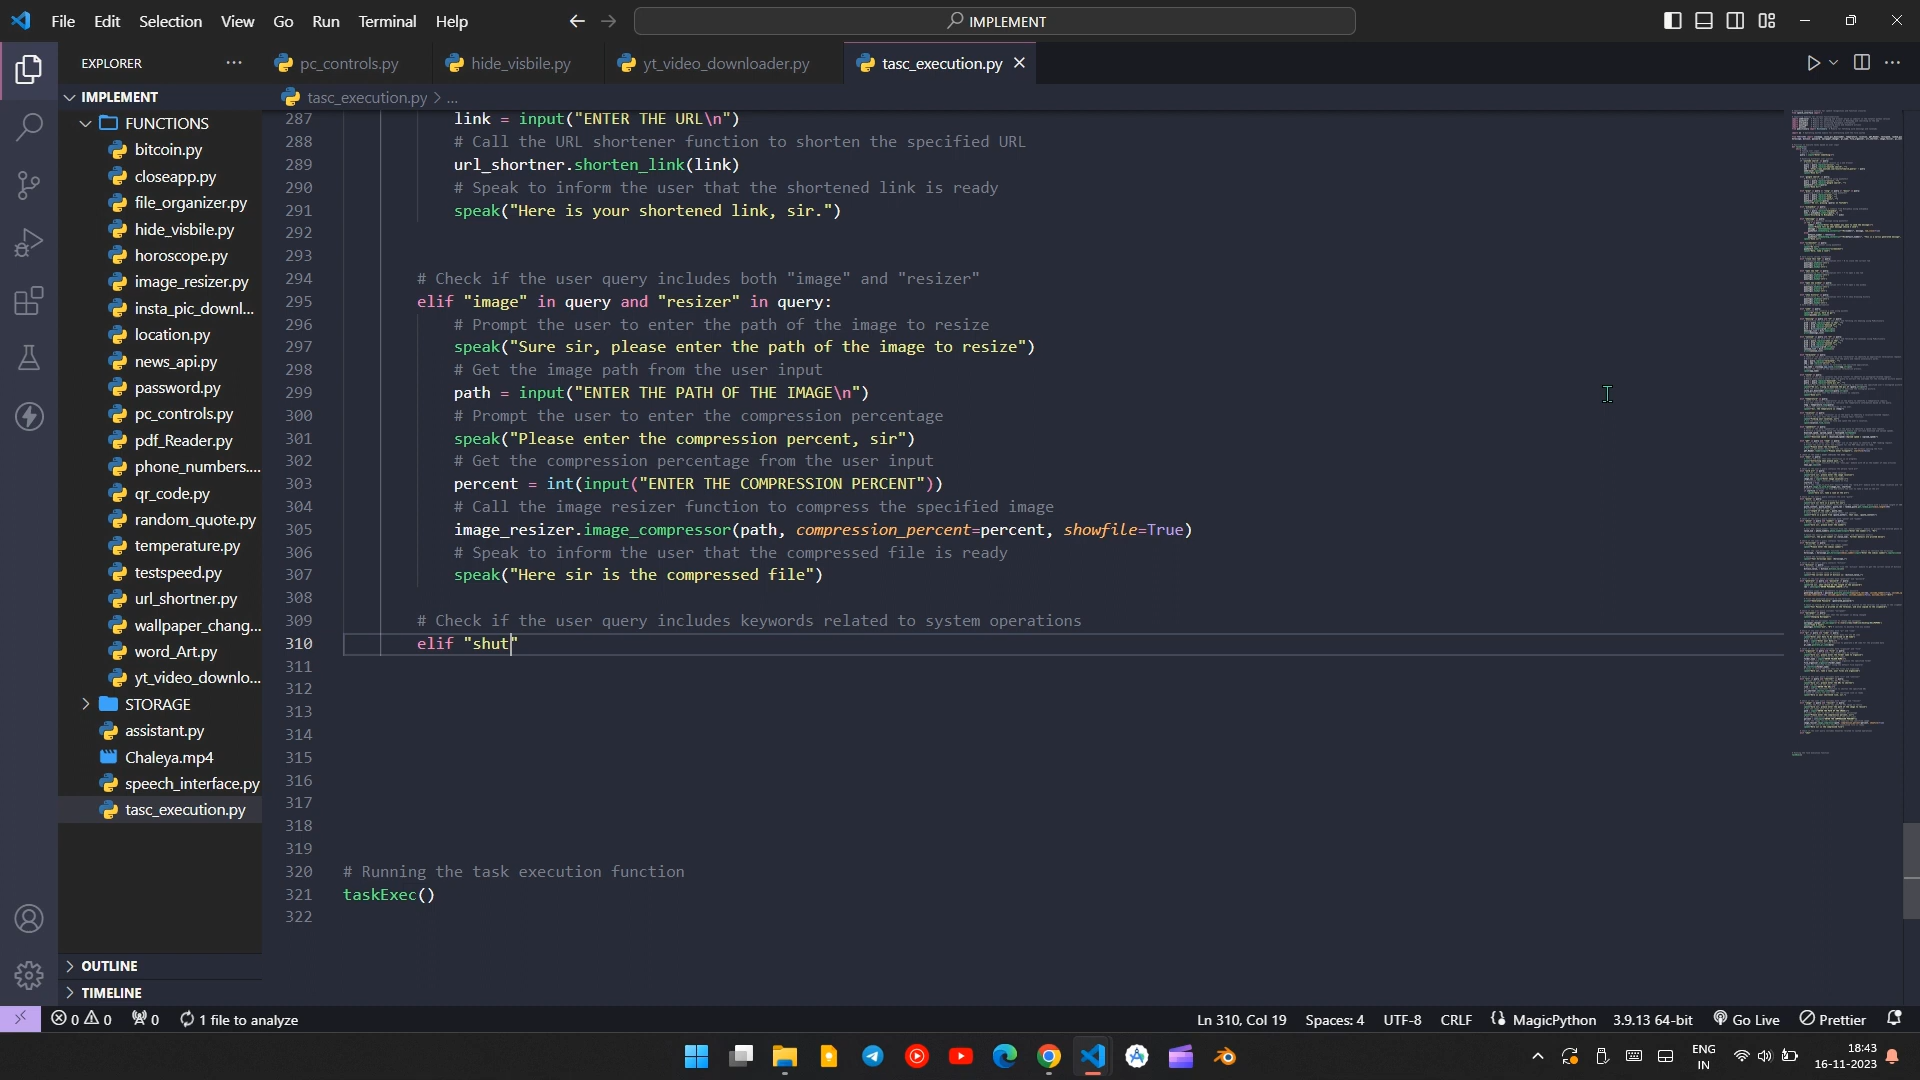 File Edit Selection View Go Run Terminal Help
IMPLEMENT
EXPLORER
pc_controls.py
hide_visbile.py
yt_video_downloader.py
tasc_execution.py
IMPLEMENT
tasc_execution.py > ...
FUNCTIONS
bitcoin.py
closeapp.py
file_organizer.py
hide_visbile.py
horoscope.py
image_resizer.py
insta_pic_downl...
location.py
news_api.py
password.py
pc_controls.py
pdf_Reader.py
phone_numbers....
qr_code.py
random_quote.py
temperature.py
testspeed.py
url_shortner.py
wallpaper_chang...
word_Art.py
yt_video_downlo...
STORAGE
assistant.py
Chaleya.mp4
speech_interface.py
tasc_execution.py
OUTLINE
TIMELINE
287 link = input("ENTER THE URL\n")
288 # Call the URL shortener function to shorten the specified URL
289 url_shortner.shorten_link(link)
290 # Speak to inform the user that the shortened link is ready
291 speak("Here is your shortened link, sir.")
292
293
294 # Check if the user query includes both "image" and "resizer"
295 elif "image" in query and "resizer" in query:
296 # Prompt the user to enter the path of the image to resize
297 speak("Sure sir, please enter the path of the image to resize")
298 # Get the image path from the user input
299 path = input("ENTER THE PATH OF THE IMAGE\n")
300 # Prompt the user to enter the compression percentage
301 speak("Please enter the compression percent, sir")
302 # Get the compression percentage from the user input
303 percent = int(input("ENTER THE COMPRESSION PERCENT"))
304 # Call the image resizer function to compress the specified image
305 image_resizer.image_compressor(path, compression_percent=percent, showfile=True)
306 # Speak to inform the user that the compressed file is ready
307 speak("Here sir is the compressed file")
308
309 # Check if the user query includes keywords related to system operations
310 elif "shut"
311
312
313
314
315
316
317
318
319
320 # Running the task execution function
321 taskExec()
322
0 0 0 1 file to analyze
Ln 310, Col 19 Spaces: 4 UTF-8 CRLF MagicPython 3.9.13 64-bit Go Live Prettier
ENG
IN
18:43
16-11-2023